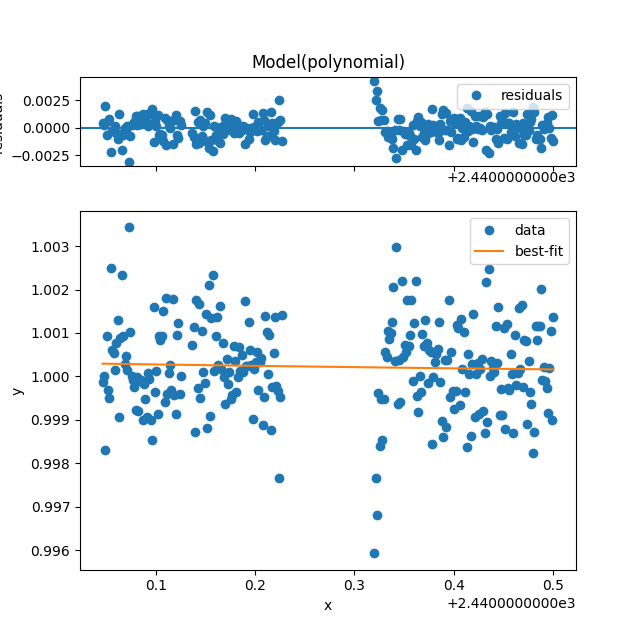 Model(polynomial)
residuals
0.0025
0.0000
−0.0025
residuals
+2.4400000000e3
data
best-fit
1.003
1.002
1.001
1.000
0.999
0.998
0.997
0.996
y
0.1 0.2 0.3 0.4 0.5
x
+2.4400000000e3